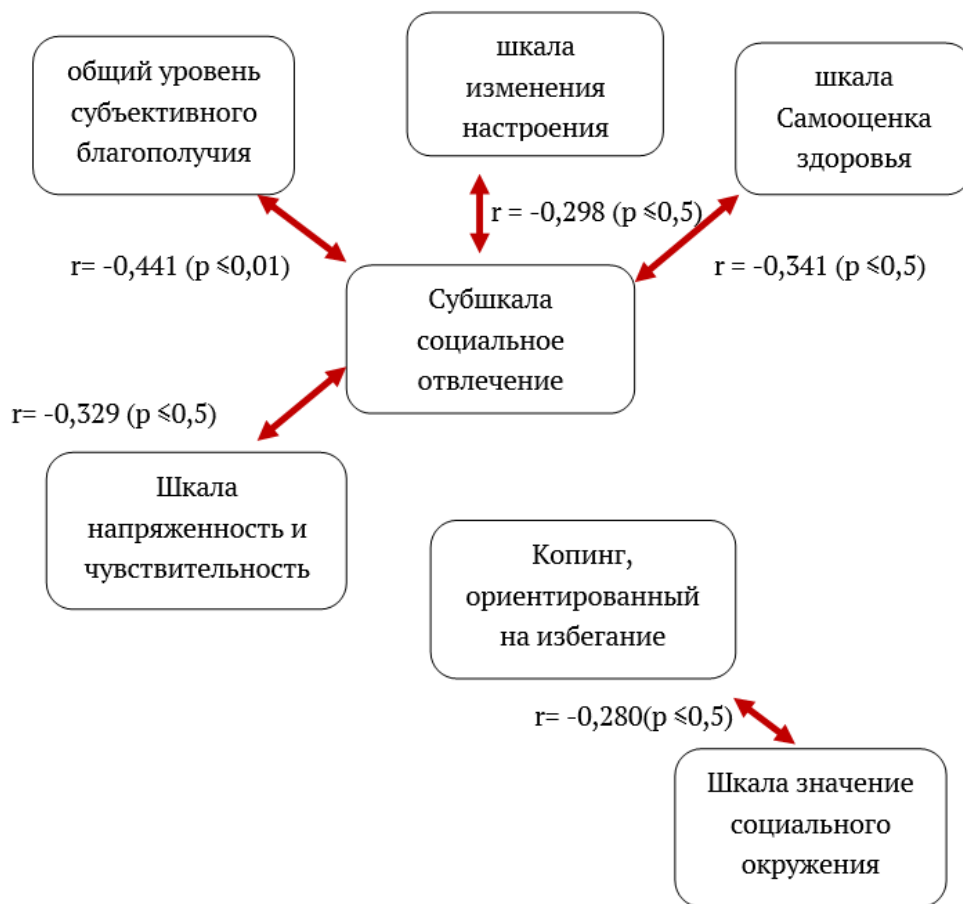 общий уровень
субъективного
благополучия
шкала
изменения
настроения
шкала
Самооценка
здоровья
r = -0,298 (p ≤0,5)
r= -0,441 (p ≤0,01)
r = -0,341 (p ≤0,5)
Субшкала
социальное
отвлечение
r= -0,329 (p ≤0,5)
Шкала
напряженность и
чувствительность
Копинг,
ориентированный
на избегание
r= -0,280(p ≤0,5)
Шкала значение
социального
окружения